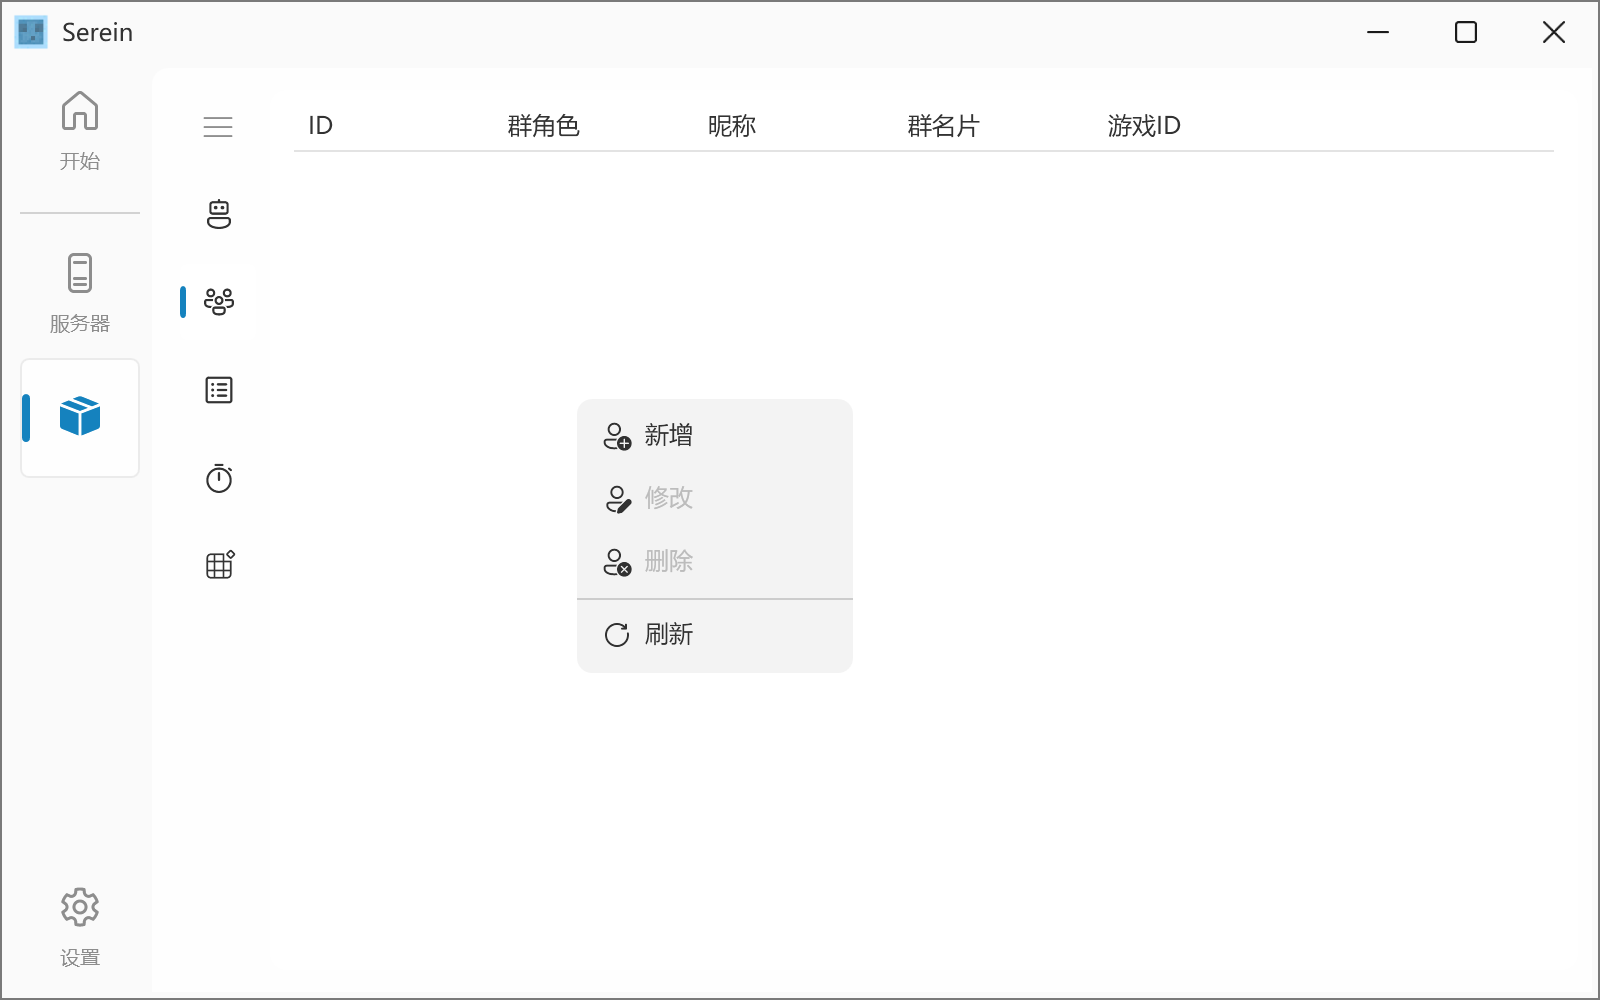 Serein
开始
服务器
设置
ID 群角色 昵称 群名片 游戏ID
新增
修改
删除
刷新